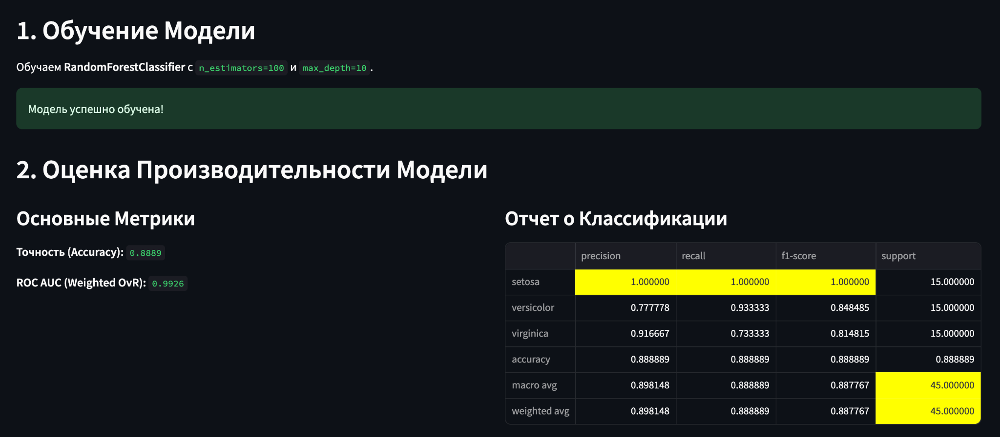 1. Обучение Модели
Обучаем RandomForestClassifier с n_estimators=100 и max_depth=10.
Модель успешно обучена!
2. Оценка Производительности Модели
Основные Метрики
Точность (Accuracy): 0.8889
ROC AUC (Weighted OvR): 0.9926
Отчет о Классификации
precision recall f1-score support
setosa 1.000000 1.000000 1.000000 15.000000
versicolor 0.777778 0.933333 0.848485 15.000000
virginica 0.916667 0.733333 0.814815 15.000000
accuracy 0.888889 0.888889 0.888889 0.888889
macro avg 0.898148 0.888889 0.887767 45.000000
weighted avg 0.898148 0.888889 0.887767 45.000000